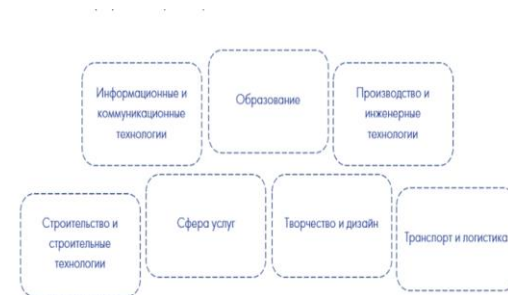 Информационные и
коммуникационные
технологии
Образование
Производство и
инженерные
технологии
Строительство и
строительные
технологии
Сфера услуг
Творчество и дизайн
Транспорт и логистика